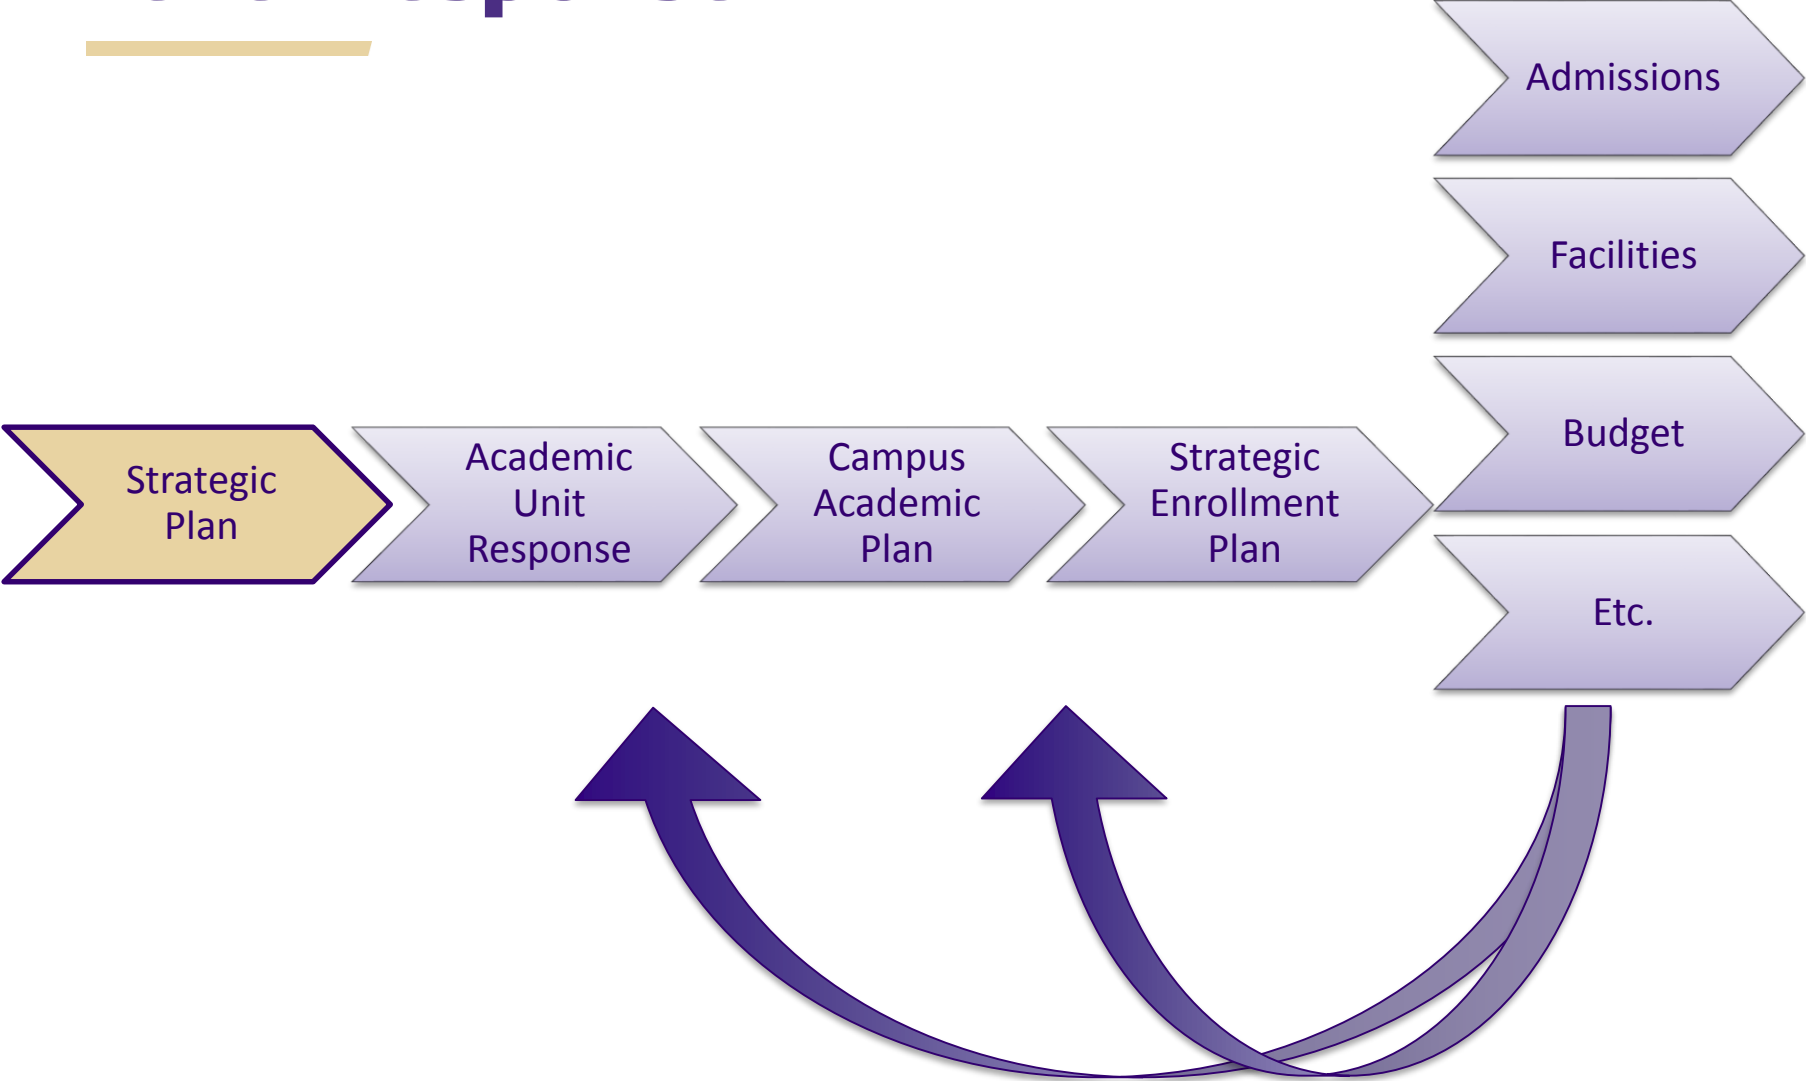 Admissions
Facilities
Budget
Etc.
Strategic
Plan
Academic
Unit
Response
Campus
Academic
Plan
Strategic
Enrollment
Plan